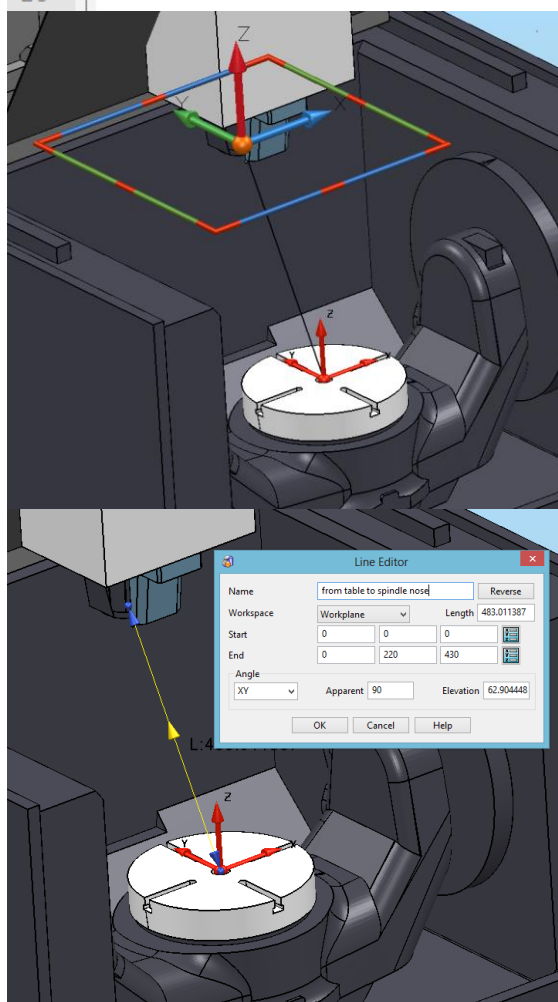 Z
Y
X
Z
Y
Line Editor
Name
from table to spindle nose
Reverse
Workspace
Workplane
Length
483.011387
Start
0
0
0
End
0
220
430
Angle
XY
Apparent
90
Elevation
62.904448
OK
Cancel
Help
Z
Y